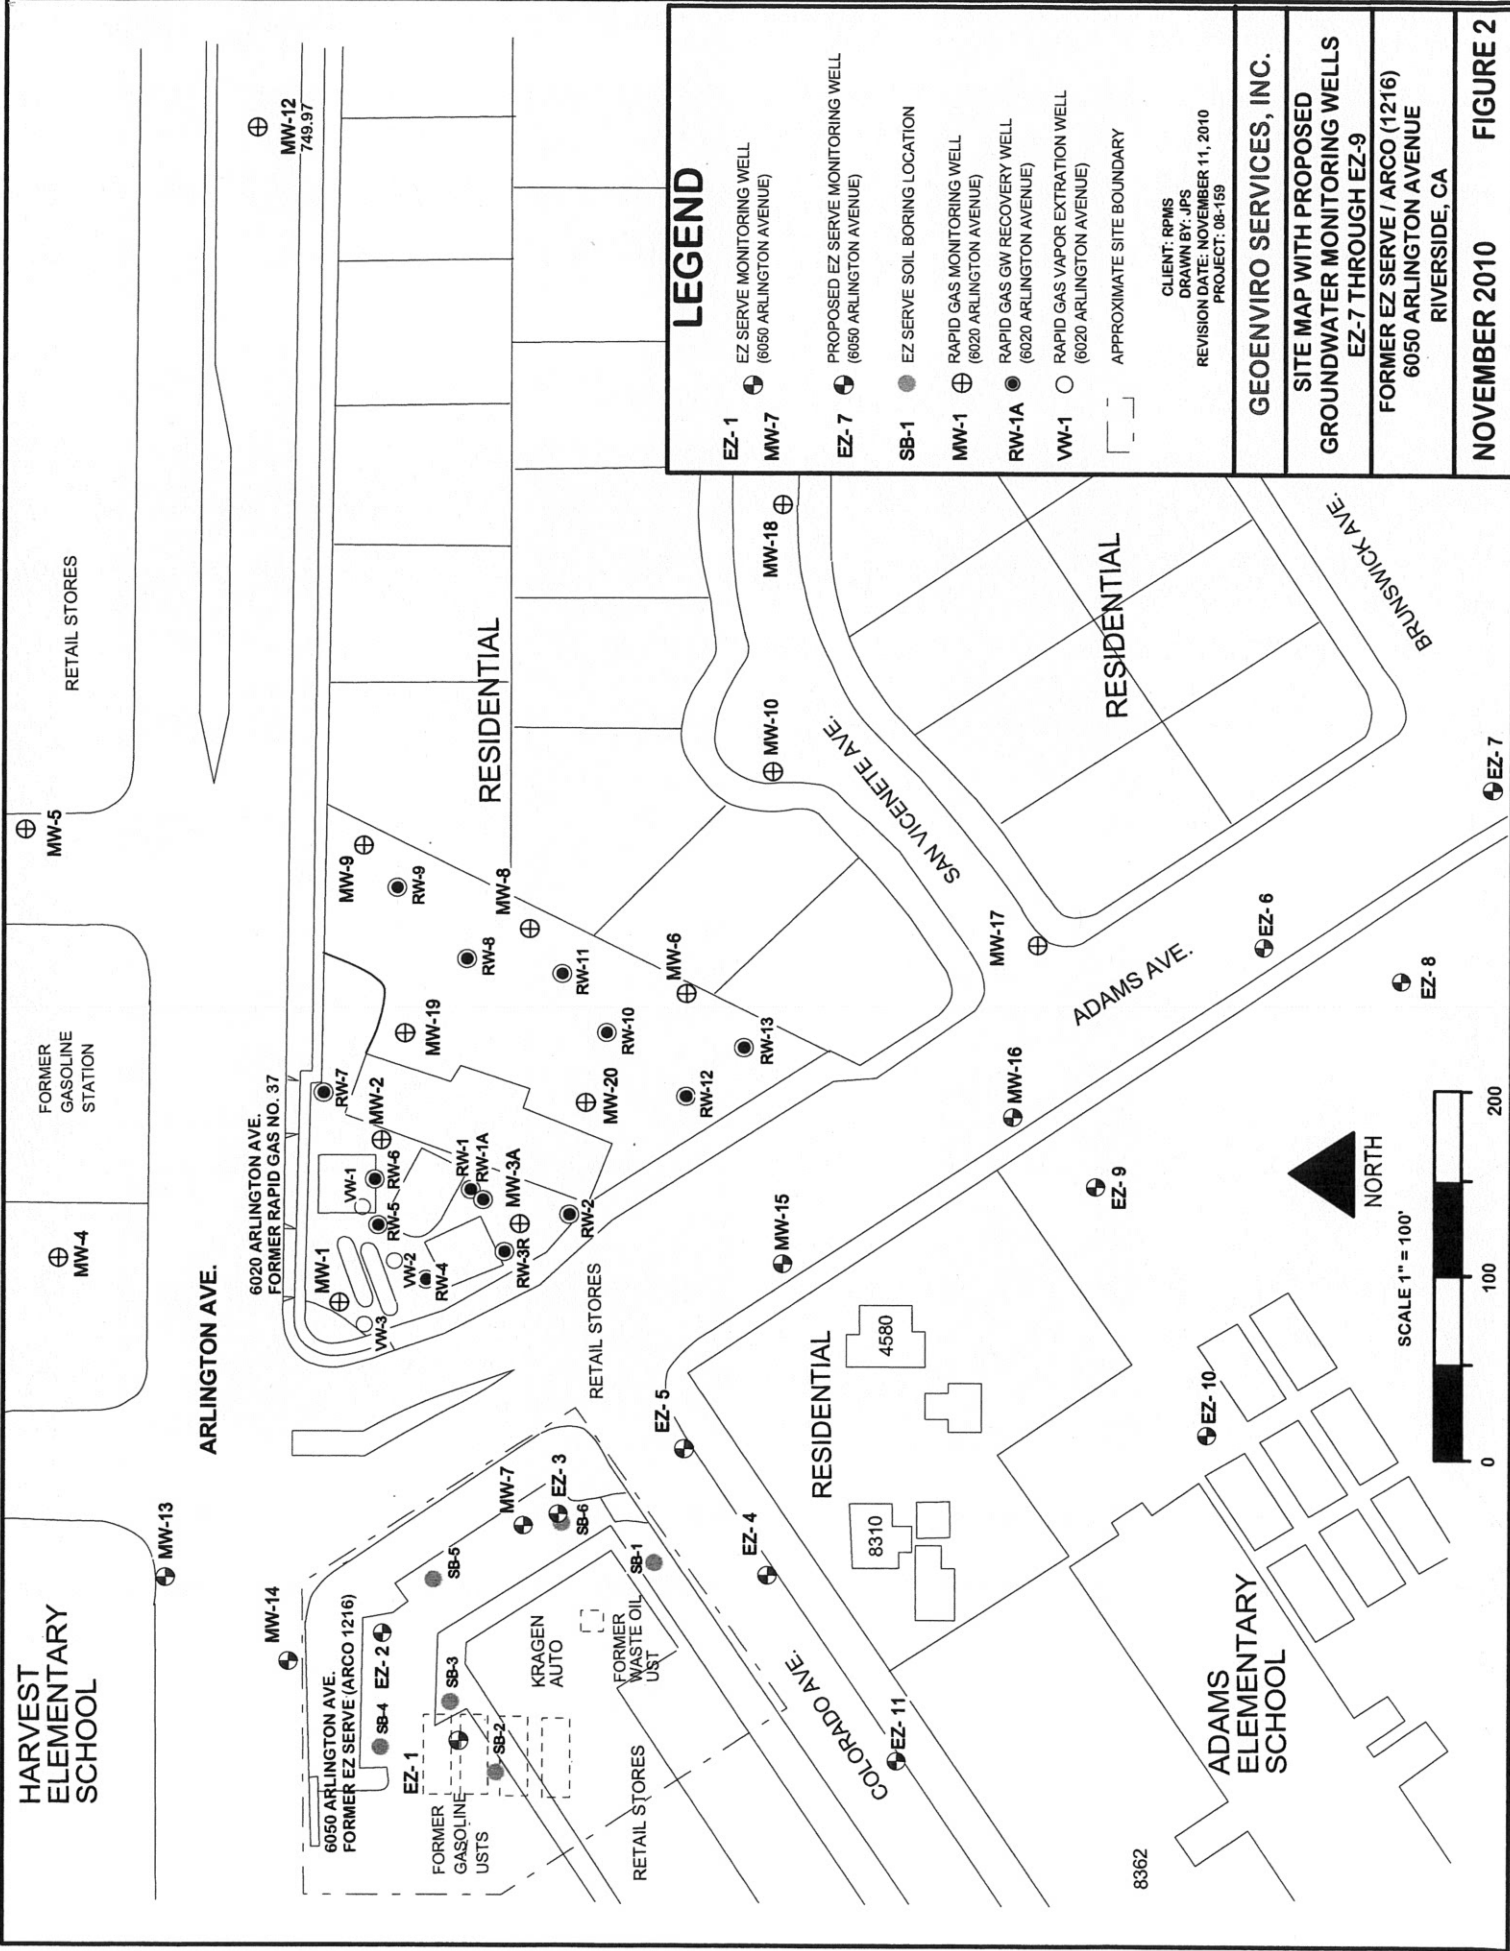 HARVEST
ELEMENTARY
SCHOOL
MW-13
MW-4
FORMER
GASOLINE
STATION
MW-5
RETAIL STORES
ARLINGTON AVE.
MW-12
749.97
MW-14
6050 ARLINGTON AVE.
FORMER EZ SERVE (ARCO 1216)
SB-4
EZ- 2
SB-5
EZ- 1
SB-3
SB-2
MW-7
EZ- 3
SB-6
SB-1
FORMER
GASOLINE
USTS
KRAGEN
AUTO
FORMER
WASTE OIL
UST
RETAIL STORES
RETAIL STORES
6020 ARLINGTON AVE.
FORMER RAPID GAS NO. 37
MW-1
VW-3
VW-2
RW-4
VW-1
RW-5
RW-6
MW-2
RW-7
RW-1
RW-1A
MW-3A
RW-3R
RW-2
MW-19
MW-20
RW-8
RW-9
MW-9
MW-8
RW-11
RW-10
MW-6
RW-12
RW-13
RESIDENTIAL
MW-10
MW-18
SAN VICENETE AVE.
MW-17
RESIDENTIAL
BRUNSWICK AVE.
ADAMS AVE.
EZ- 5
EZ- 4
MW-15
MW-16
EZ- 6
EZ- 7
EZ- 8
EZ- 9
EZ- 10
EZ- 11
COLORADO AVE.
RESIDENTIAL
4580
8310
8362
ADAMS
ELEMENTARY
SCHOOL
NORTH
SCALE 1" = 100'
0 100 200
LEGEND
EZ- 1 EZ SERVE MONITORING WELL
MW-7 (6050 ARLINGTON AVENUE)
EZ- 7 PROPOSED EZ SERVE MONITORING WELL
(6050 ARLINGTON AVENUE)
SB-1 EZ SERVE SOIL BORING LOCATION
MW-1 RAPID GAS MONITORING WELL
(6020 ARLINGTON AVENUE)
RW-1A RAPID GAS GW RECOVERY WELL
(6020 ARLINGTON AVENUE)
VW-1 RAPID GAS VAPOR EXTRATION WELL
(6020 ARLINGTON AVENUE)
APPROXIMATE SITE BOUNDARY
CLIENT: RPMS
DRAWN BY: JPS
REVISION DATE: NOVEMBER 11, 2010
PROJECT: 08-159
GEOENVIRO SERVICES, INC.
SITE MAP WITH PROPOSED
GROUNDWATER MONITORING WELLS
EZ-7 THROUGH EZ-9
FORMER EZ SERVE / ARCO (1216)
6050 ARLINGTON AVENUE
RIVERSIDE, CA
NOVEMBER 2010 FIGURE 2